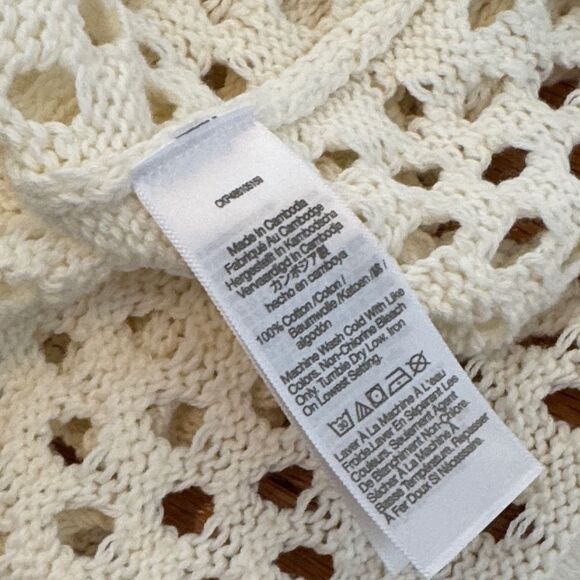 Made In Cambodia
Fabriqué Au Cambodge
Hergestellt In Kambodscha
Vervaardigd In Cambodja
カンボジア製
hecho en camboya
100% Cotton /Coton /
Baumwolle /Katoen /綿 /
algodón
Machine Wash Cold With Like
Colors. Non-Chlorine Bleach
Only. Tumble Dry Low. Iron
On Lowest Setting.
30
Laver À La Machine À L'eau
Froide-Laver En Séparant Les
Couleurs. Seulement Agent
De Blanchiment Non-Chlore.
Sécher À La Machine À
Basse Température. Repasser
À Fer Doux Si Nécessaire.